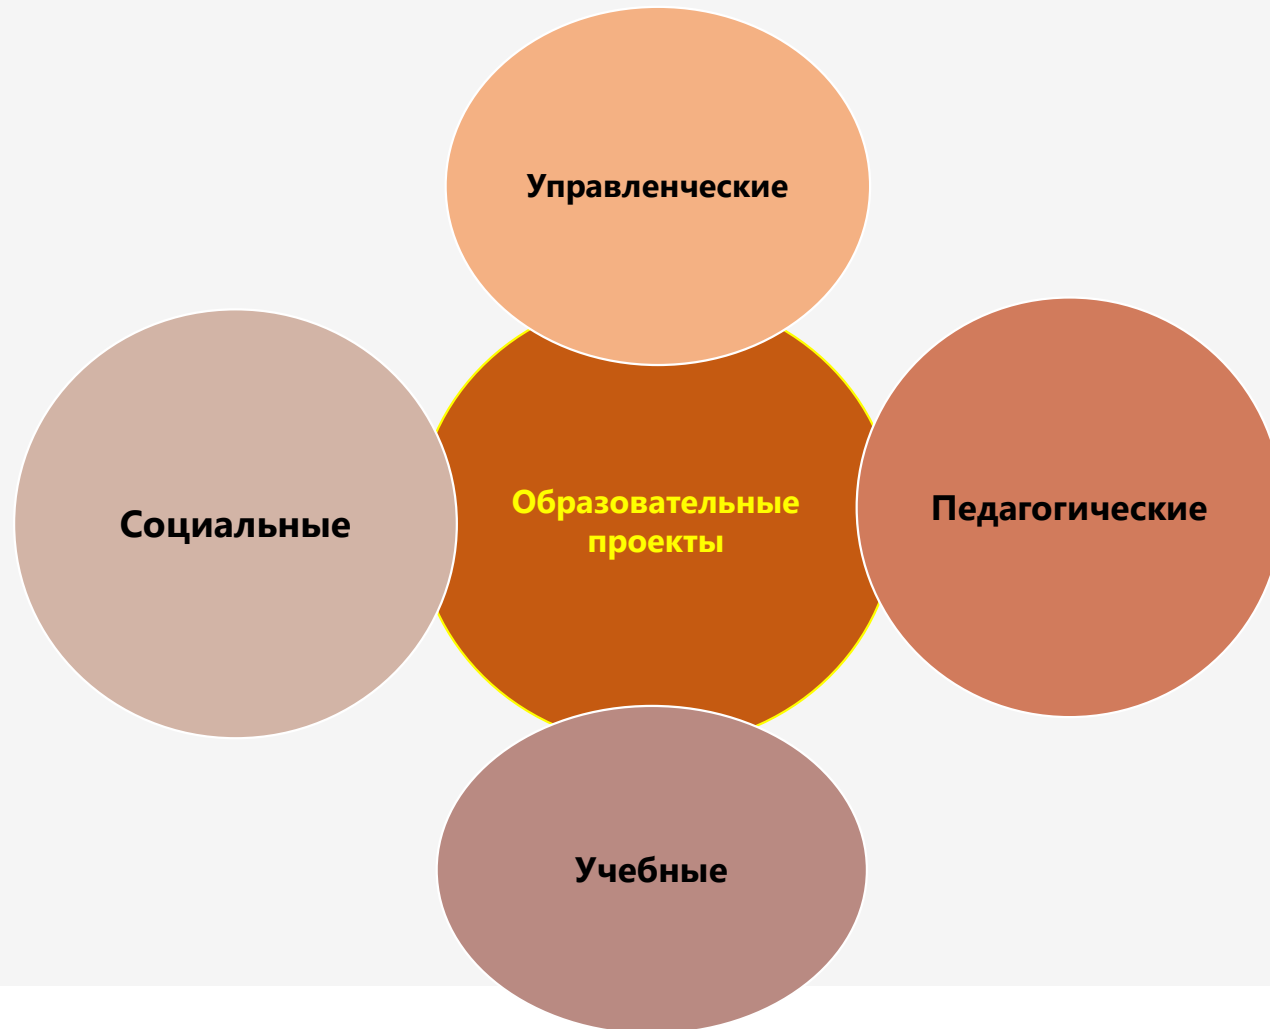 Управленческие
Социальные
Образовательные
проекты
Педагогические
Учебные